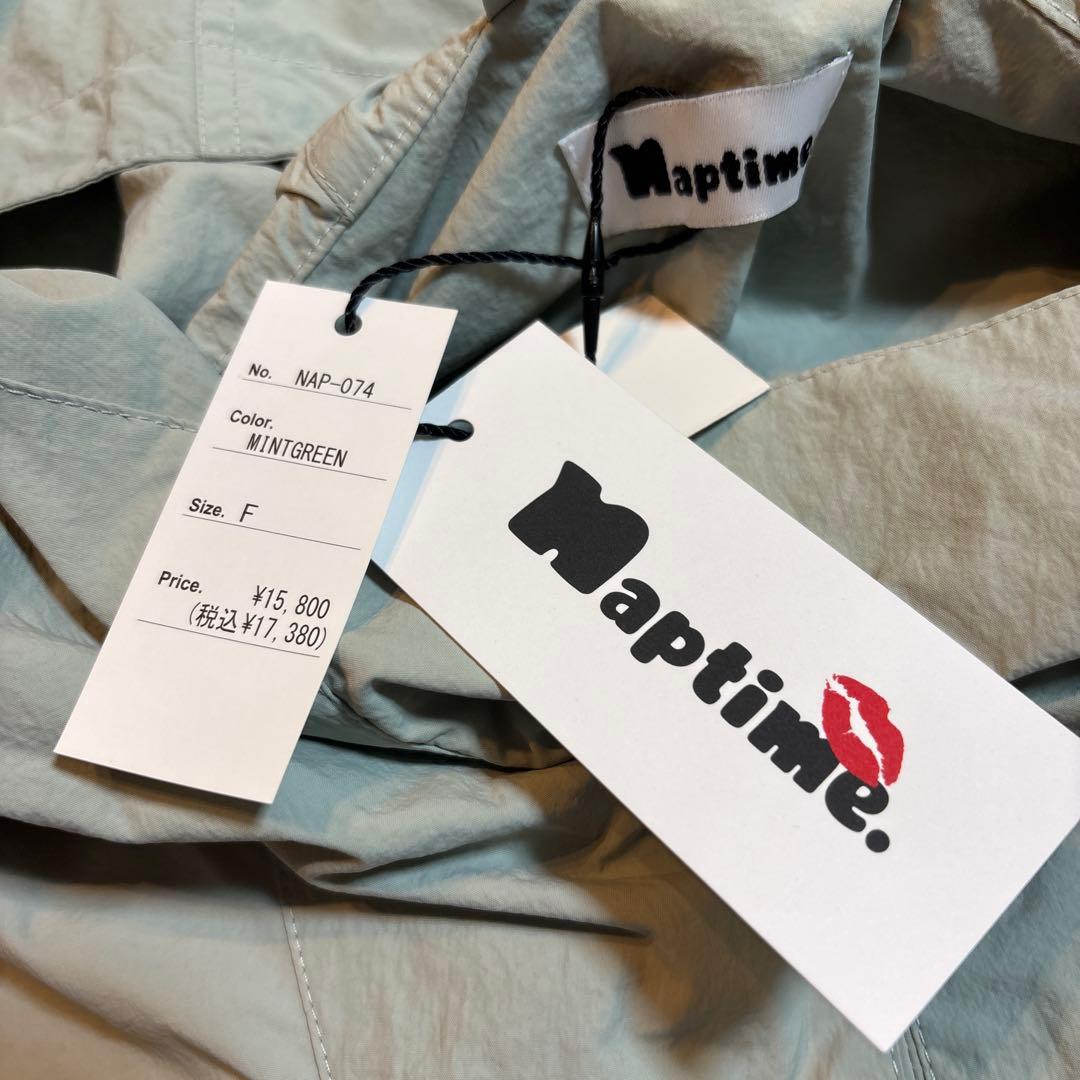 Naptime
No. NAP-074
Color.
MINTGREEN
Size. F
Price. ¥15,800
(税込¥17,380)
Naptime.